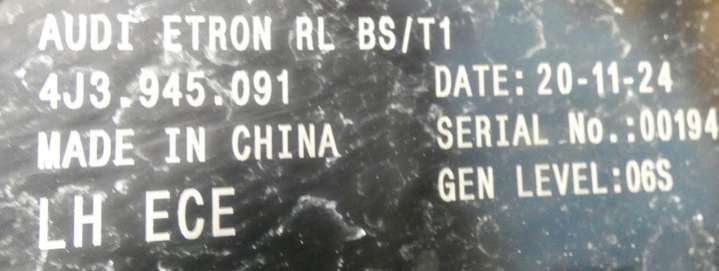 AUDI ETRON RL BS/T1
4J3.945.091
DATE: 20-11-24
MADE IN CHINA
SERIAL No.:00194
LH ECE
GEN LEVEL:06S